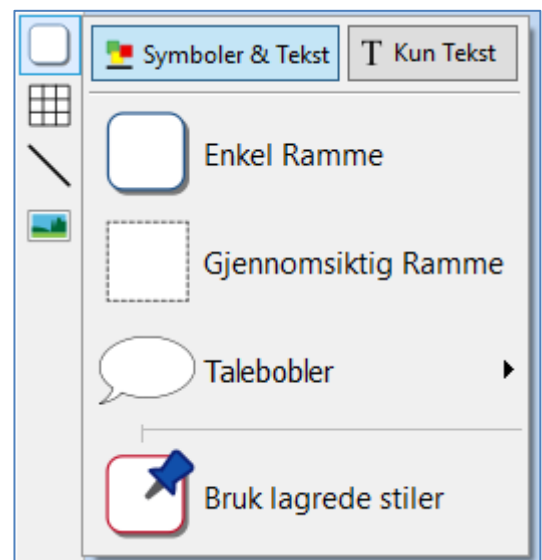 Symboler & Tekst
T Kun Tekst
Enkel Ramme
Gjennomsiktig Ramme
Talebobler
Bruk lagrede stiler